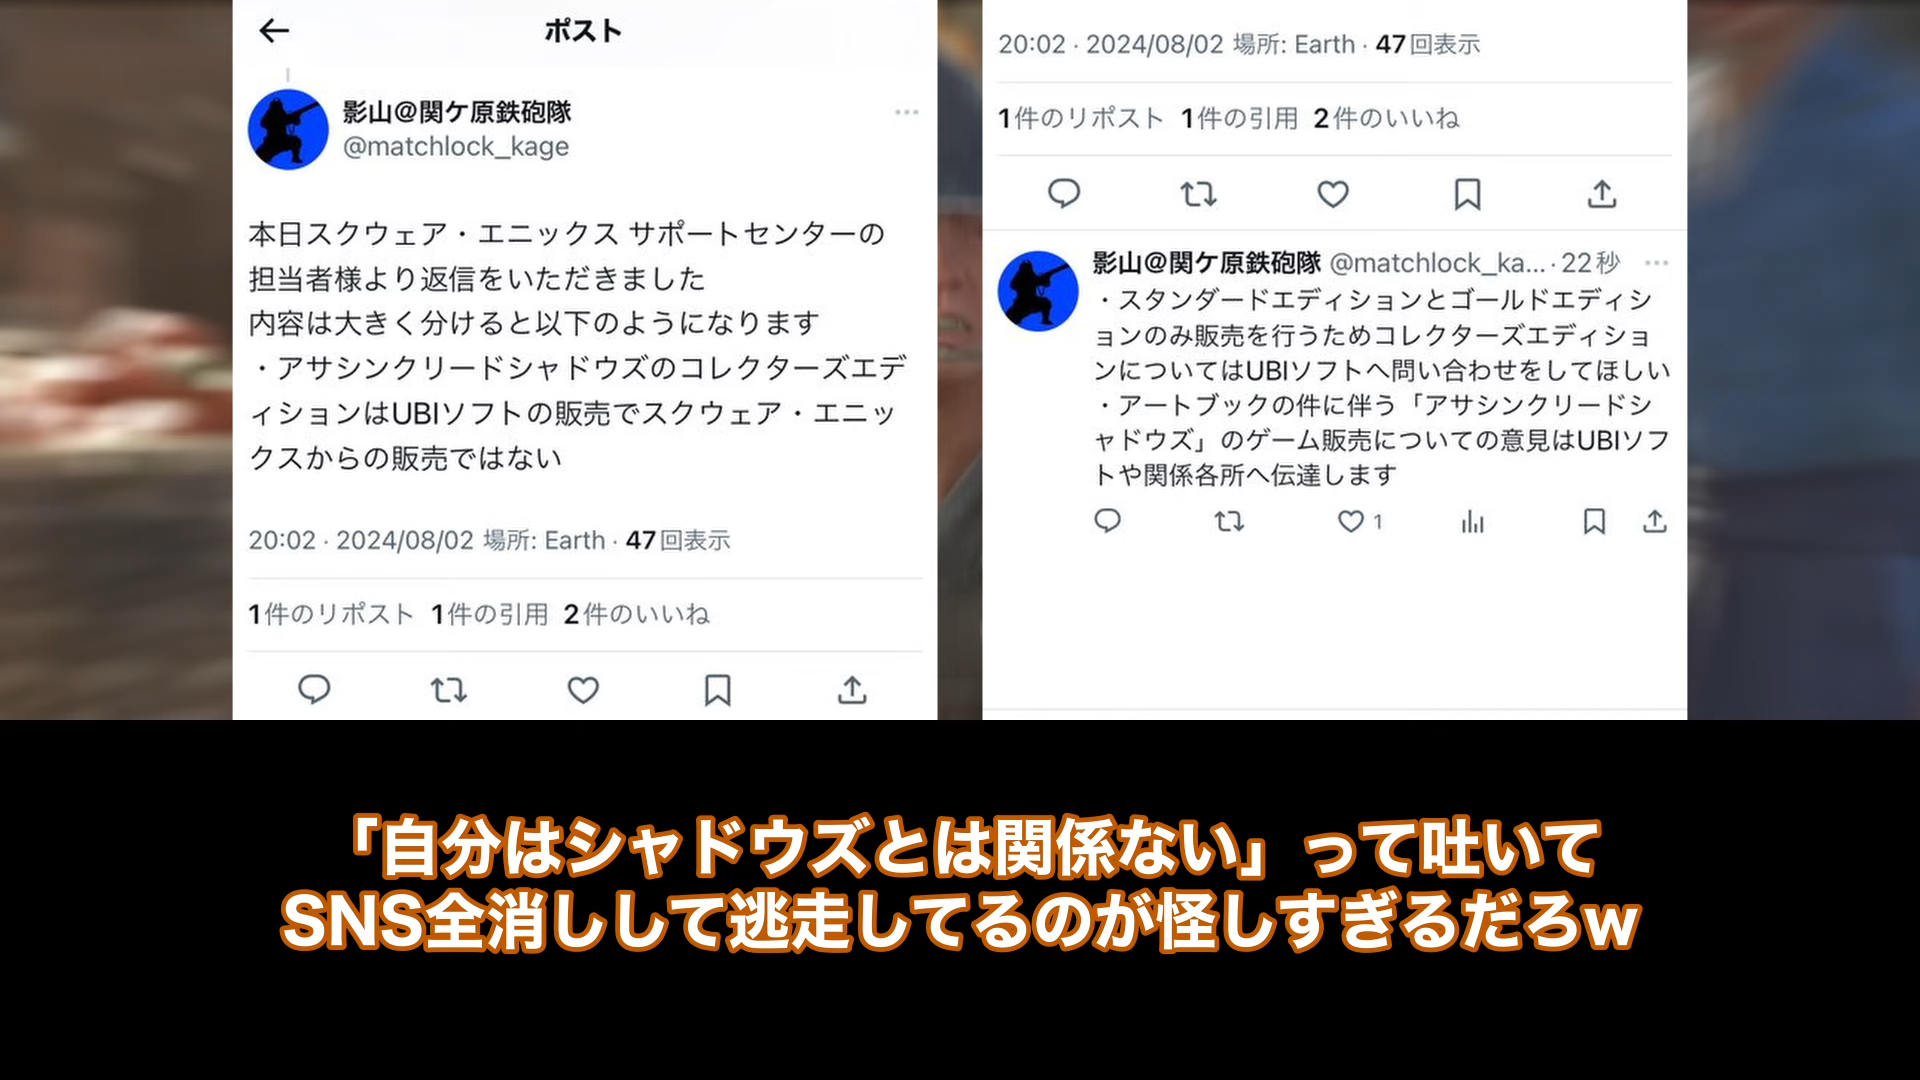 ポスト
影山@関ケ原鉄砲隊
@matchlock_kage
本日スクウェア・エニックス サポートセンターの
担当者様より返信をいただきました
内容は大きく分けると以下のようになります
・アサシンクリードシャドウズのコレクターズエデ
ィションはUBIソフトの販売でスクウェア・エニッ
クスからの販売ではない
20:02 · 2024/08/02 場所: Earth · 47回表示
1件のリポスト 1件の引用 2件のいいね
20:02 · 2024/08/02 場所: Earth · 47回表示
1件のリポスト 1件の引用 2件のいいね
影山@関ケ原鉄砲隊 @matchlock_ka... · 22秒
・スタンダードエディションとゴールドエディシ
ョンのみ販売を行うためコレクターズエディショ
ンについてはUBIソフトへ問い合わせをしてほしい
・アートブックの件に伴う「アサシンクリードシ
ャドウズ」のゲーム販売についての意見はUBIソフ
トや関係各所へ伝達します
1
「自分はシャドウズとは関係ない」って吐いて
SNS全消しして逃走してるのが怪しすぎるだろw